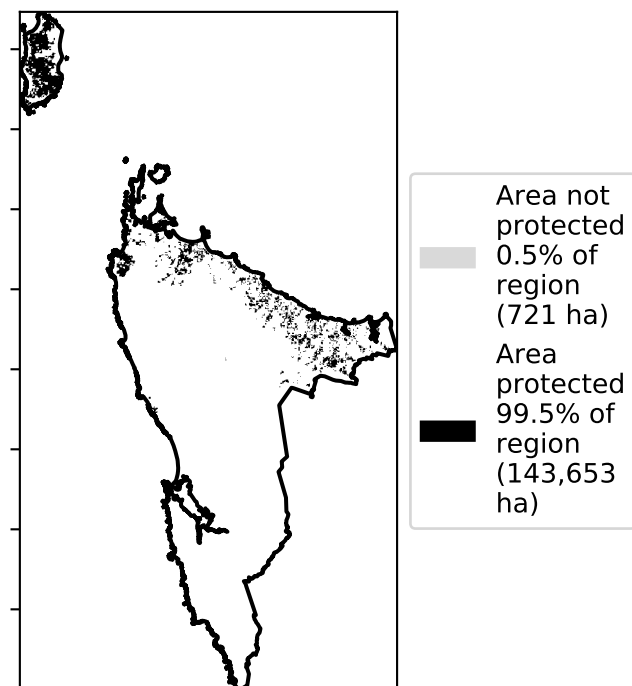 Area not
protected
0.5% of
region
(721 ha)
Area
protected
99.5% of
region
(143,653
ha)